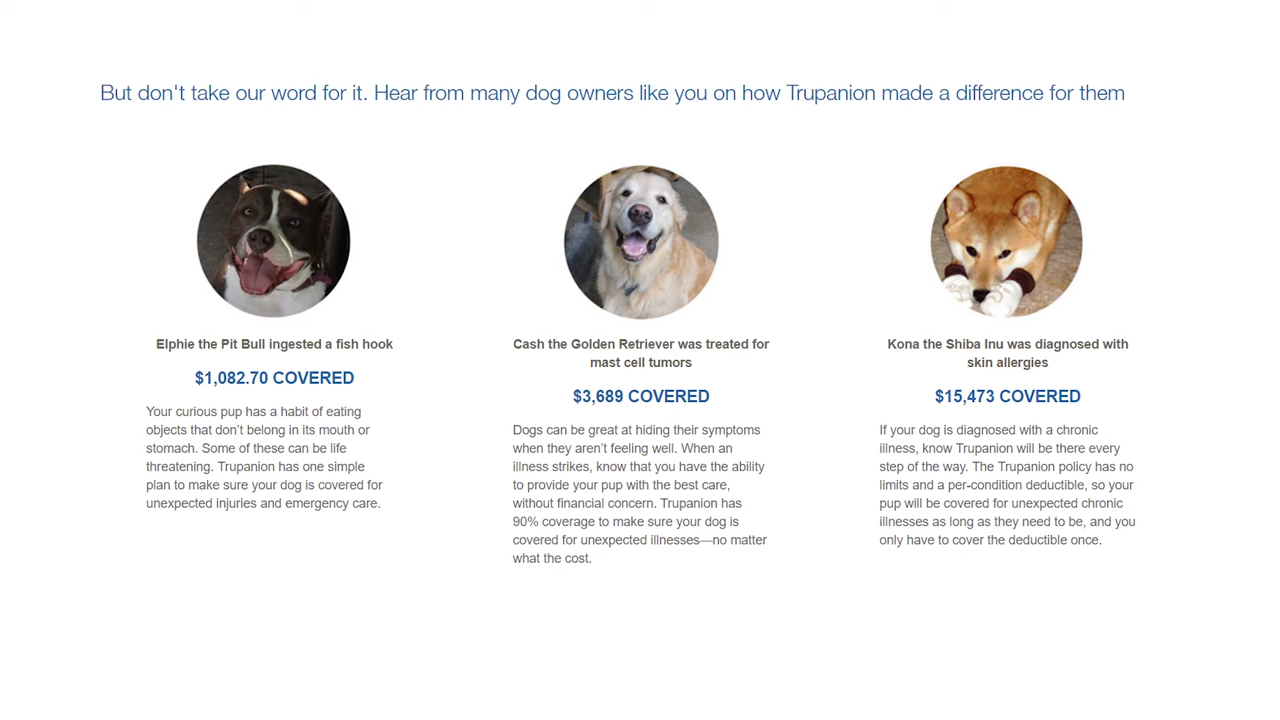 But don't take our word for it. Hear from many dog owners like you on how Trupanion made a difference for them
Elphie the Pit Bull ingested a fish hook
$1,082.70 COVERED
Your curious pup has a habit of eating
objects that don’t belong in its mouth or
stomach. Some of these can be life
threatening. Trupanion has one simple
plan to make sure your dog is covered for
unexpected injuries and emergency care.
Cash the Golden Retriever was treated for
mast cell tumors
$3,689 COVERED
Dogs can be great at hiding their symptoms
when they aren’t feeling well. When an
illness strikes, know that you have the ability
to provide your pup with the best care,
without financial concern. Trupanion has
90% coverage to make sure your dog is
covered for unexpected illnesses—no matter
what the cost.
Kona the Shiba Inu was diagnosed with
skin allergies
$15,473 COVERED
If your dog is diagnosed with a chronic
illness, know Trupanion will be there every
step of the way. The Trupanion policy has no
limits and a per-condition deductible, so your
pup will be covered for unexpected chronic
illnesses as long as they need to be, and you
only have to cover the deductible once.